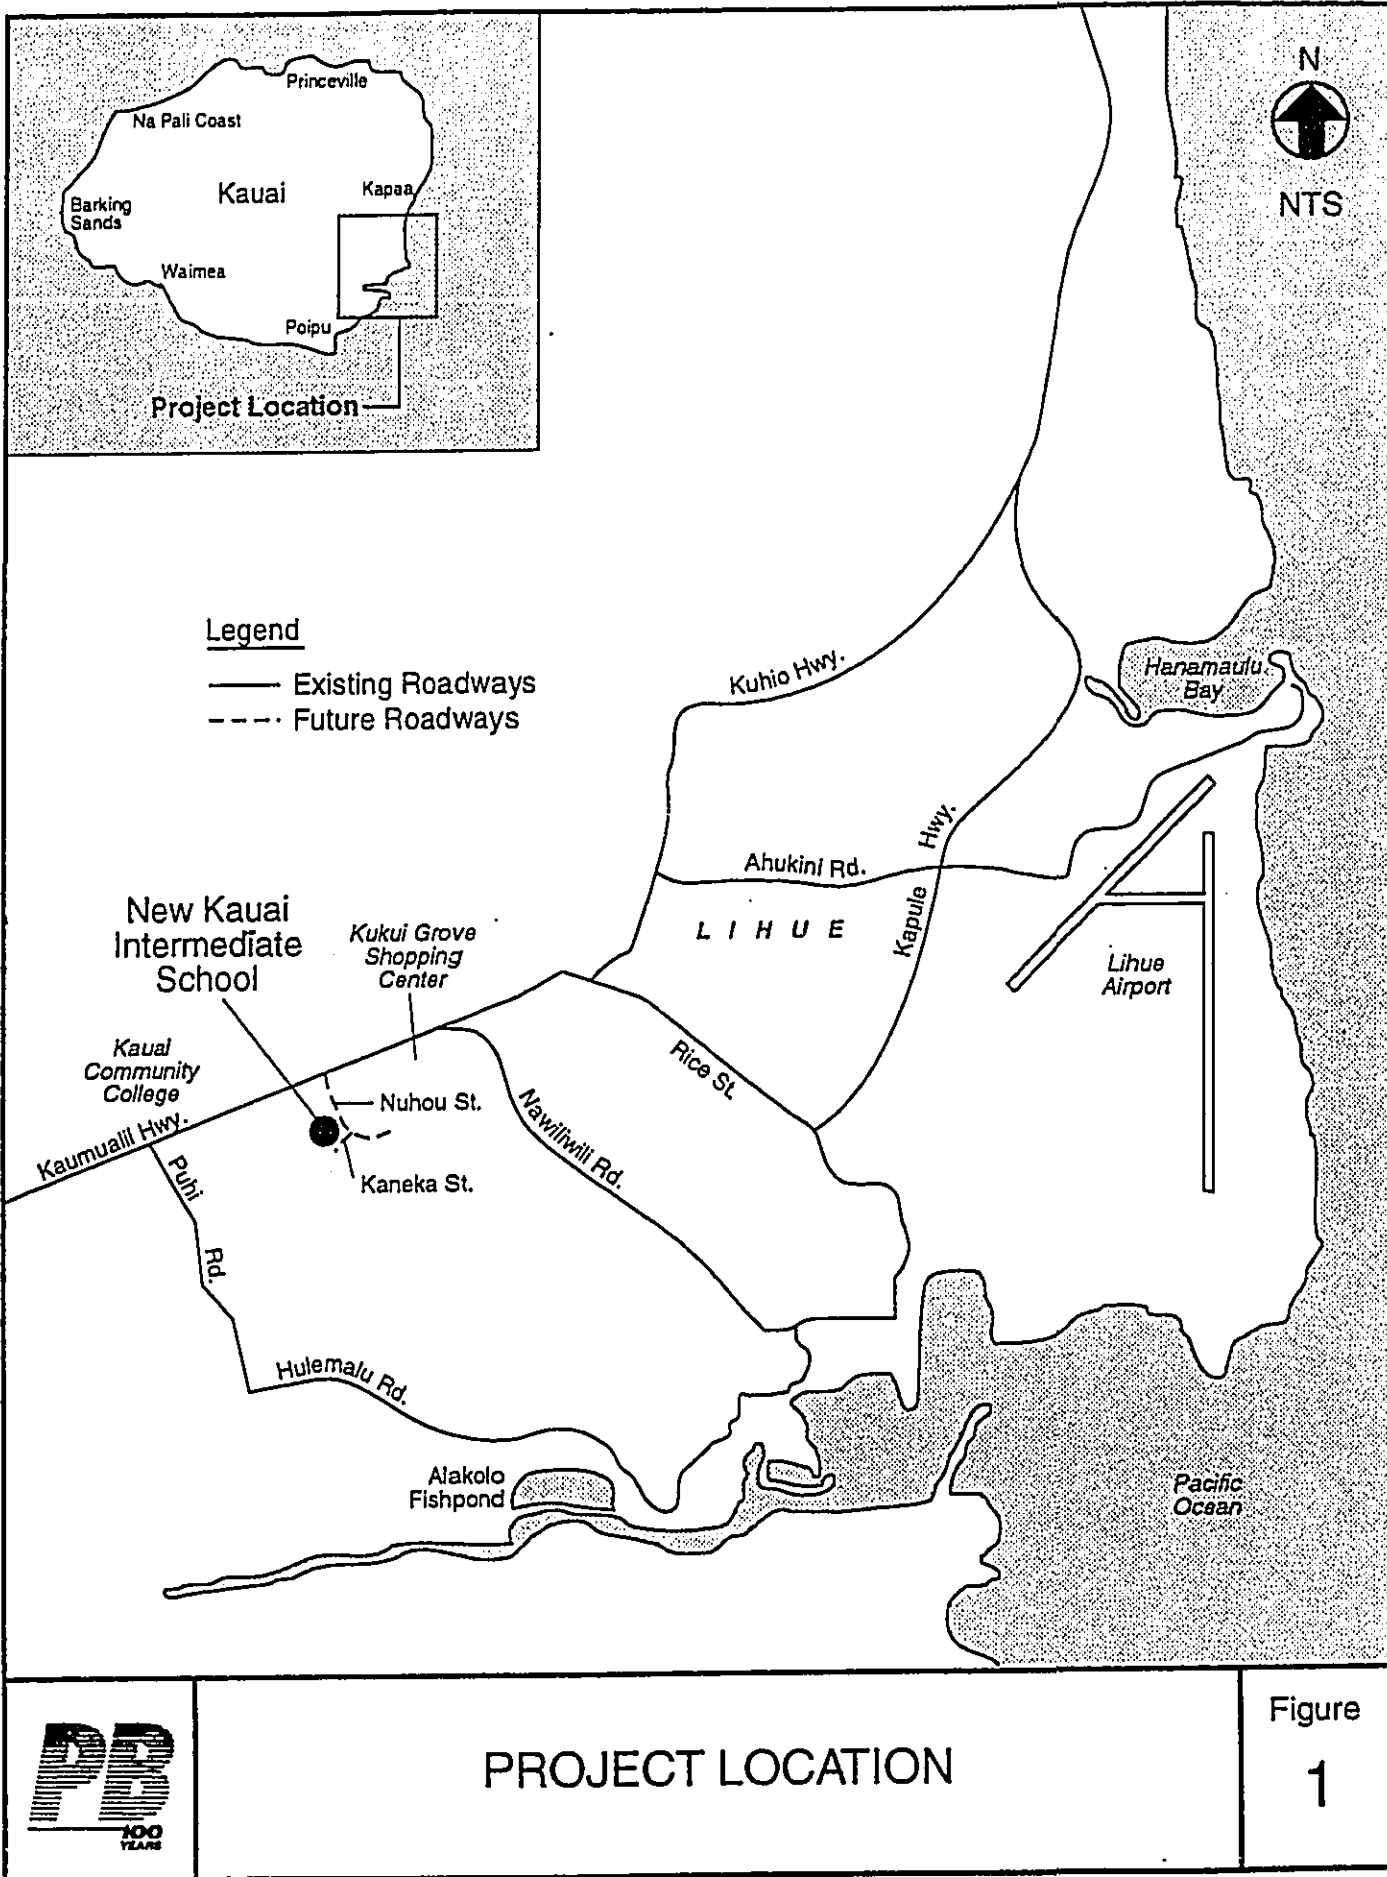 Princeville
Na Pali Coast
Kauai
Kapaa
Barking
Sands
Waimea
Poipu
Project Location
N
NTS
Legend
Existing Roadways
Future Roadways
Kuhio Hwy.
Hanamaulu
Bay
Kapule Hwy.
Ahukini Rd.
LIHUE
Lihue
Airport
New Kauai
Intermediate
School
Kukui Grove
Shopping
Center
Kauai
Community
College
Kaumualii Hwy.
Nuhou St.
Kaneka St.
Puhi Rd.
Rice St.
Nawiliwili Rd.
Hulemalu Rd.
Alakolo
Fishpond
Pacific
Ocean
PB
100
YEARS
PROJECT LOCATION
Figure
1